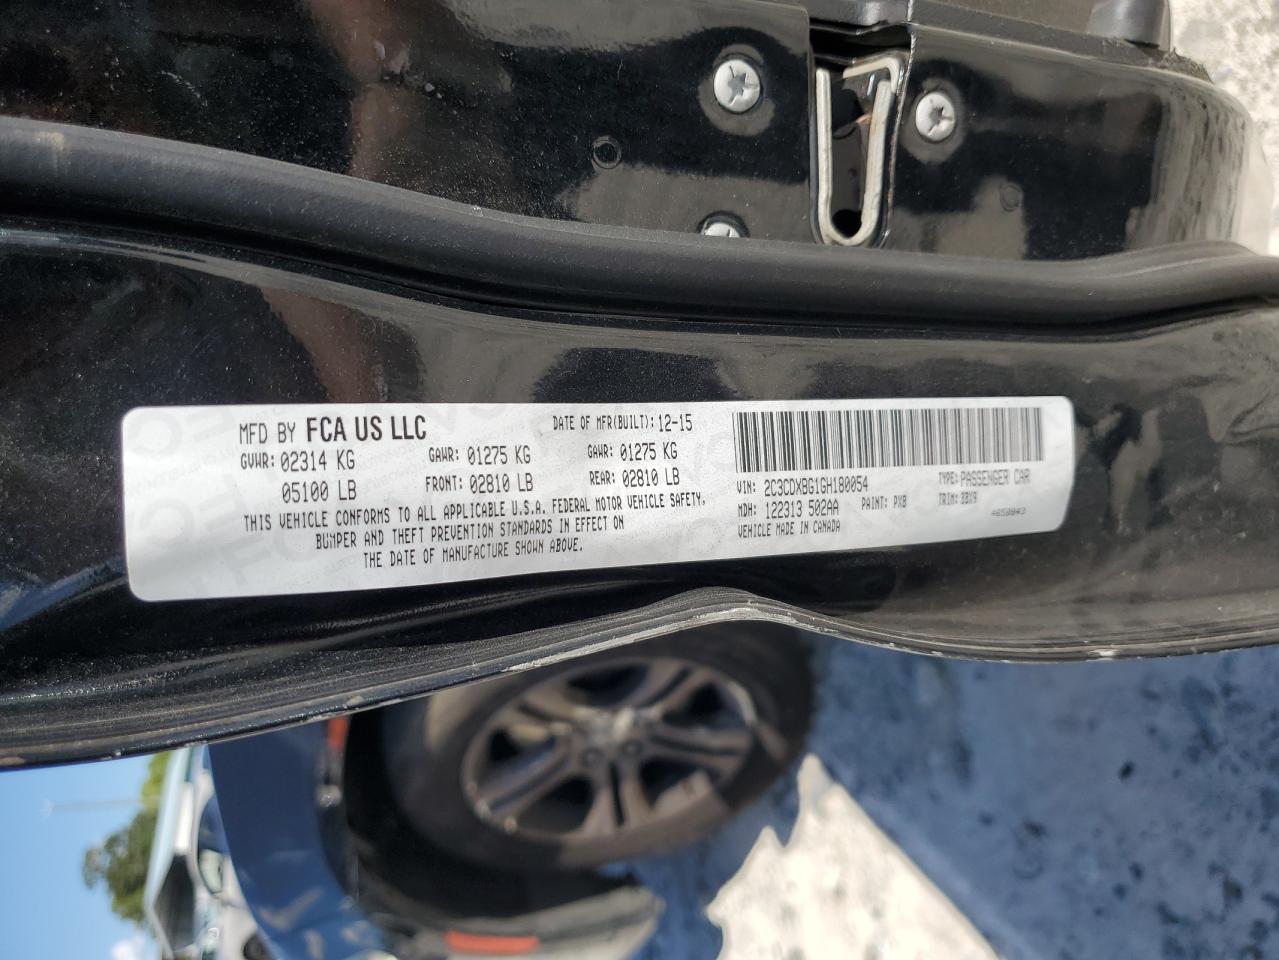 MFD BY FCA US LLC DATE OF MFR(BUILT): 12-15
GVWR: 02314 KG GAWR: 01275 KG GAWR: 01275 KG
05100 LB FRONT: 02810 LB REAR: 02810 LB
THIS VEHICLE CONFORMS TO ALL APPLICABLE U.S.A. FEDERAL MOTOR VEHICLE SAFETY,
BUMPER AND THEFT PREVENTION STANDARDS IN EFFECT ON
THE DATE OF MANUFACTURE SHOWN ABOVE.
VIN: 2C3CDXBG1GH180054 TYPE: PASSENGER CAR
MDH: 122313 502AA PAINT: PX8 TRIM: BBX9
VEHICLE MADE IN CANADA